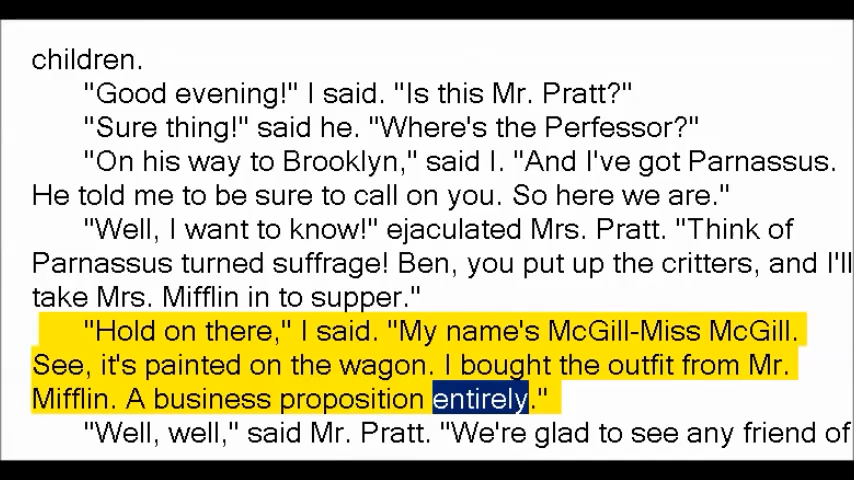 children.
"Good evening!" I said. "Is this Mr. Pratt?"
"Sure thing!" said he. "Where's the Perfessor?"
"On his way to Brooklyn," said I. "And I've got Parnassus.
He told me to be sure to call on you. So here we are."
"Well, I want to know!" ejaculated Mrs. Pratt. "Think of
Parnassus turned suffrage! Ben, you put up the critters, and I'll
take Mrs. Mifflin in to supper."
"Hold on there," I said. "My name's McGill-Miss McGill.
See, it's painted on the wagon. I bought the outfit from Mr.
Mifflin. A business proposition entirely."
"Well, well," said Mr. Pratt. "We're glad to see any friend of